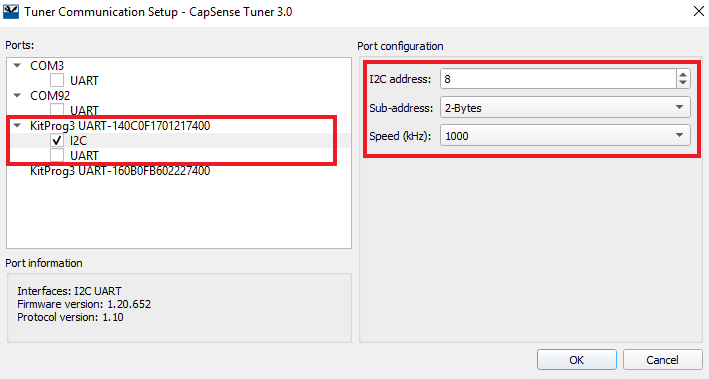 Tuner Communication Setup - CapSense Tuner 3.0
Ports:
COM3
UART
COM92
UART
KitProg3 UART-140C0F1701217400
I2C
UART
KitProg3 UART-160B0FB602227400
Port information
Interfaces: I2C UART
Firmware version: 1.20.652
Protocol version: 1.10
Port configuration
I2C address: 8
Sub-address: 2-Bytes
Speed (kHz): 1000
OK
Cancel